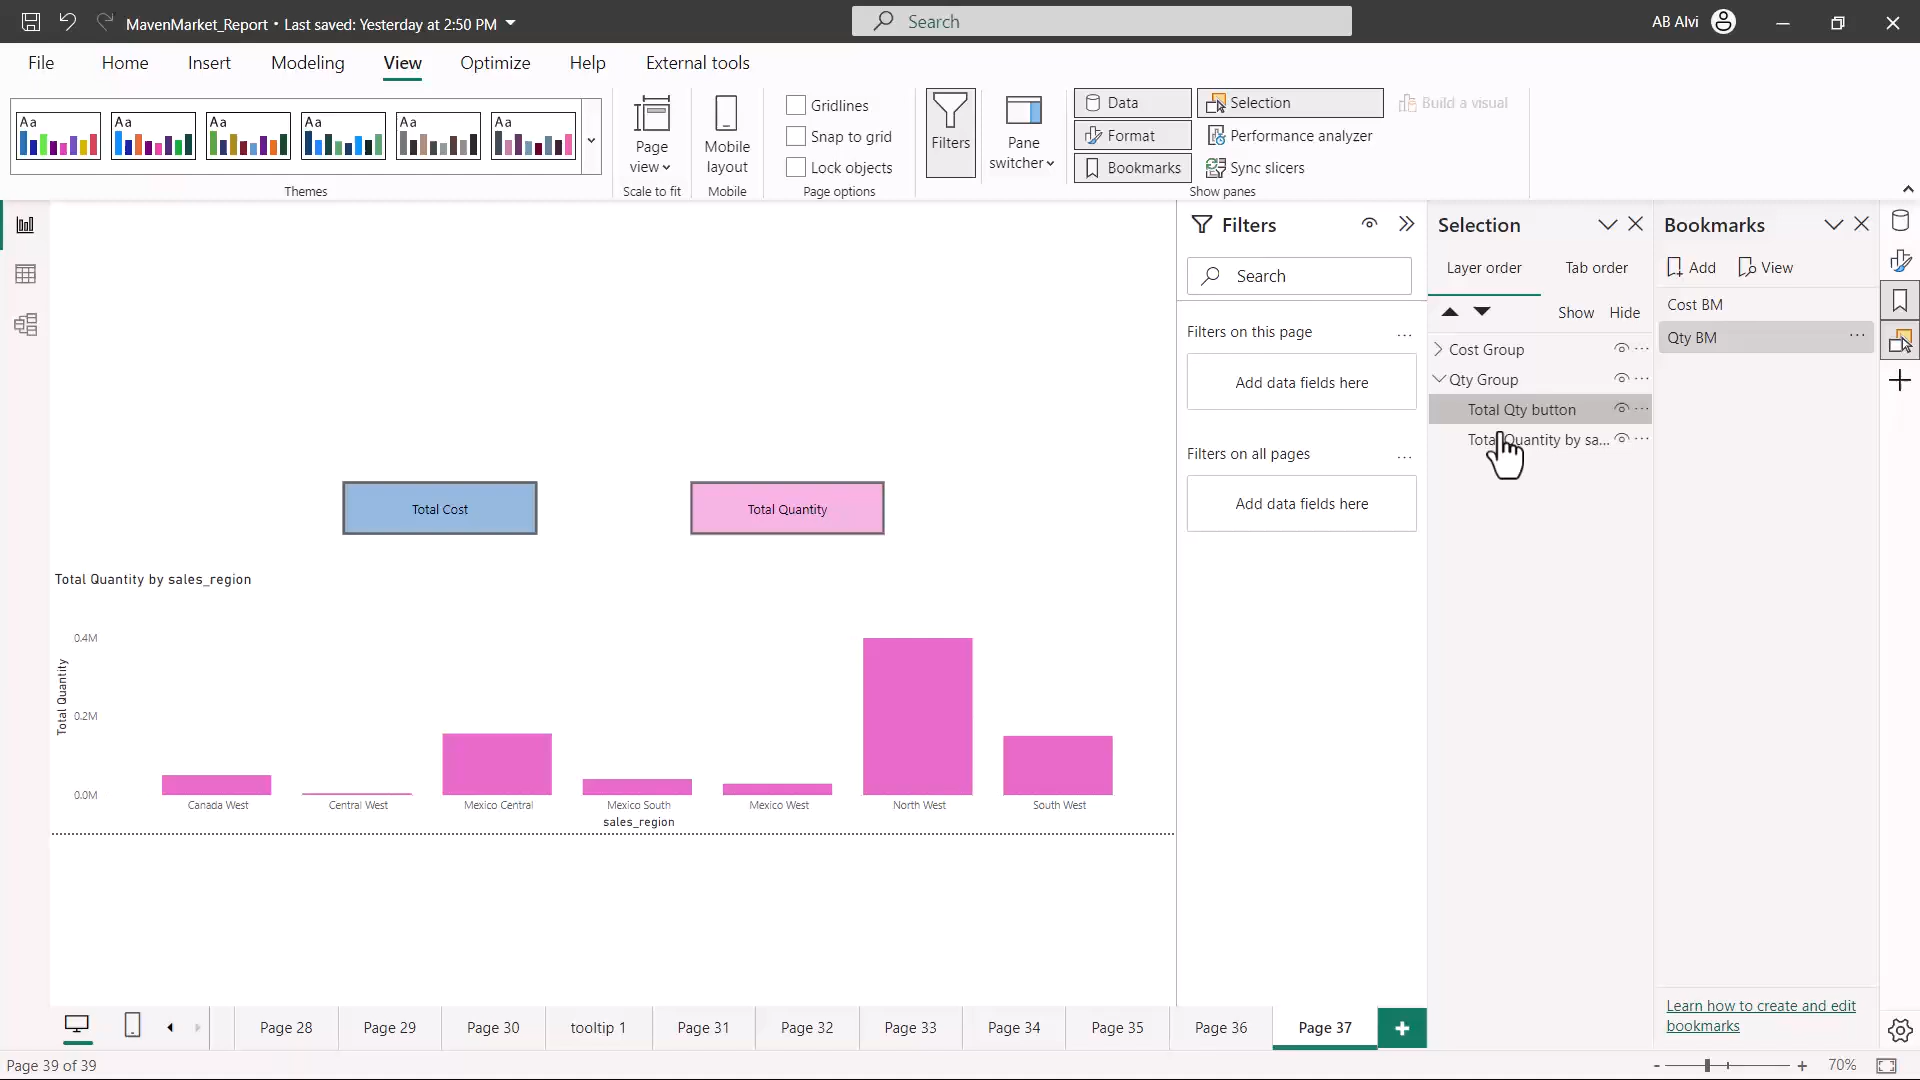 MavenMarket_Report • Last saved: Yesterday at 2:50 PM
Search
AB Alvi
File
Home
Insert
Modeling
View
Optimize
Help
External tools
Aa
Aa
Aa
Aa
Aa
Aa
Themes
Page
view
Scale to fit
Mobile
layout
Mobile
Gridlines
Snap to grid
Lock objects
Page options
Filters
Pane
switcher
Data
Format
Bookmarks
Selection
Performance analyzer
Sync slicers
Show panes
Build a visual
Total Cost
Total Quantity
Total Quantity by sales_region
Total Quantity
0.4M
0.2M
0.0M
Canada West
Central West
Mexico Central
Mexico South
Mexico West
North West
South West
sales_region
Filters
Search
Filters on this page
...
Add data fields here
Filters on all pages
...
Add data fields here
Selection
Layer order
Tab order
Show
Hide
Cost Group
Qty Group
Total Qty button
Total Quantity by sa...
Bookmarks
Add
View
Cost BM
Qty BM
Learn how to create and edit
bookmarks
Page 28
Page 29
Page 30
tooltip 1
Page 31
Page 32
Page 33
Page 34
Page 35
Page 36
Page 37
Page 39 of 39
- + 70%